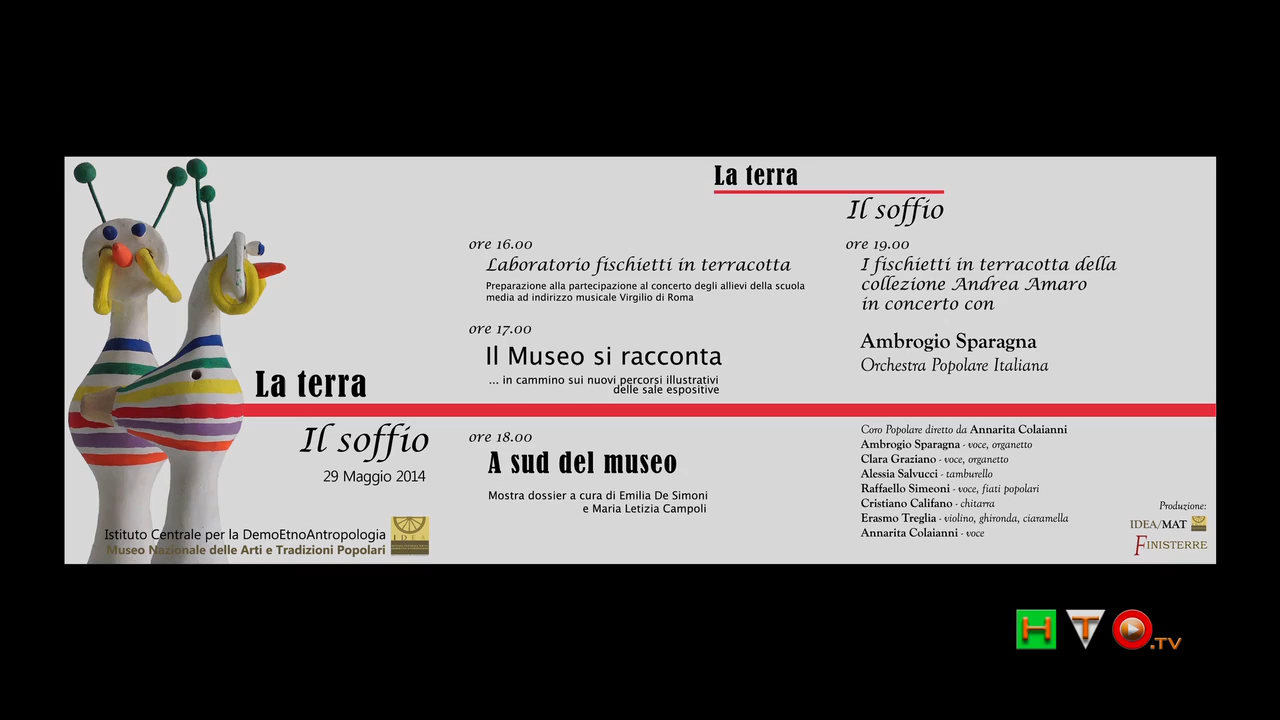 La terra
Il soffio
29 Maggio 2014
Istituto Centrale per la DemoEtnoAntropologia
Museo Nazionale delle Arti e Tradizioni Popolari
IDEA
La terra
Il soffio
ore 16.00
Laboratorio fischietti in terracotta
Preparazione alla partecipazione al concerto degli allievi della scuola
media ad indirizzo musicale Virgilio di Roma
ore 17.00
Il Museo si racconta
... in cammino sui nuovi percorsi illustrativi
delle sale espositive
ore 18.00
A sud del museo
Mostra dossier a cura di Emilia De Simoni
e Maria Letizia Campoli
ore 19.00
I fischietti in terracotta della
collezione Andrea Amaro
in concerto con
Ambrogio Sparagna
Orchestra Popolare Italiana
Coro Popolare diretto da Annarita Colaianni
Ambrogio Sparagna - voce, organetto
Clara Graziano - voce, organetto
Alessia Salvucci - tamburello
Raffaello Simeoni - voce, fiati popolari
Cristiano Califano - chitarra
Erasmo Treglia - violino, ghironda, ciaramella
Annarita Colaianni - voce
Produzione:
IDEA/MAT
FINISTERRE
HTO.TV